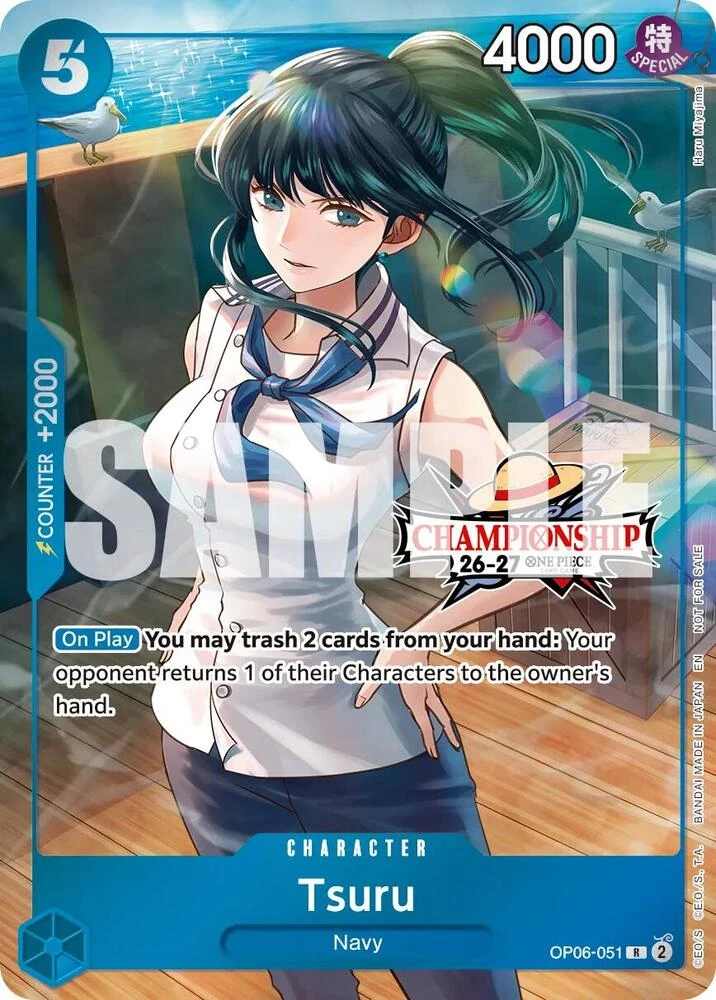 5
4000
特
SPECIAL
Haru Miyajima
COUNTER +2000
SAMPLE
CHAMPIONSHIP
26-27 ONE PIECE
CARD GAME
On Play You may trash 2 cards from your hand: Your
opponent returns 1 of their Characters to the owner's
hand.
CHARACTER
Tsuru
Navy
OP06-051 R 2
©EO/S ©E.O./S., T.A. BANDAI MADE IN JAPAN EN NOT FOR SALE